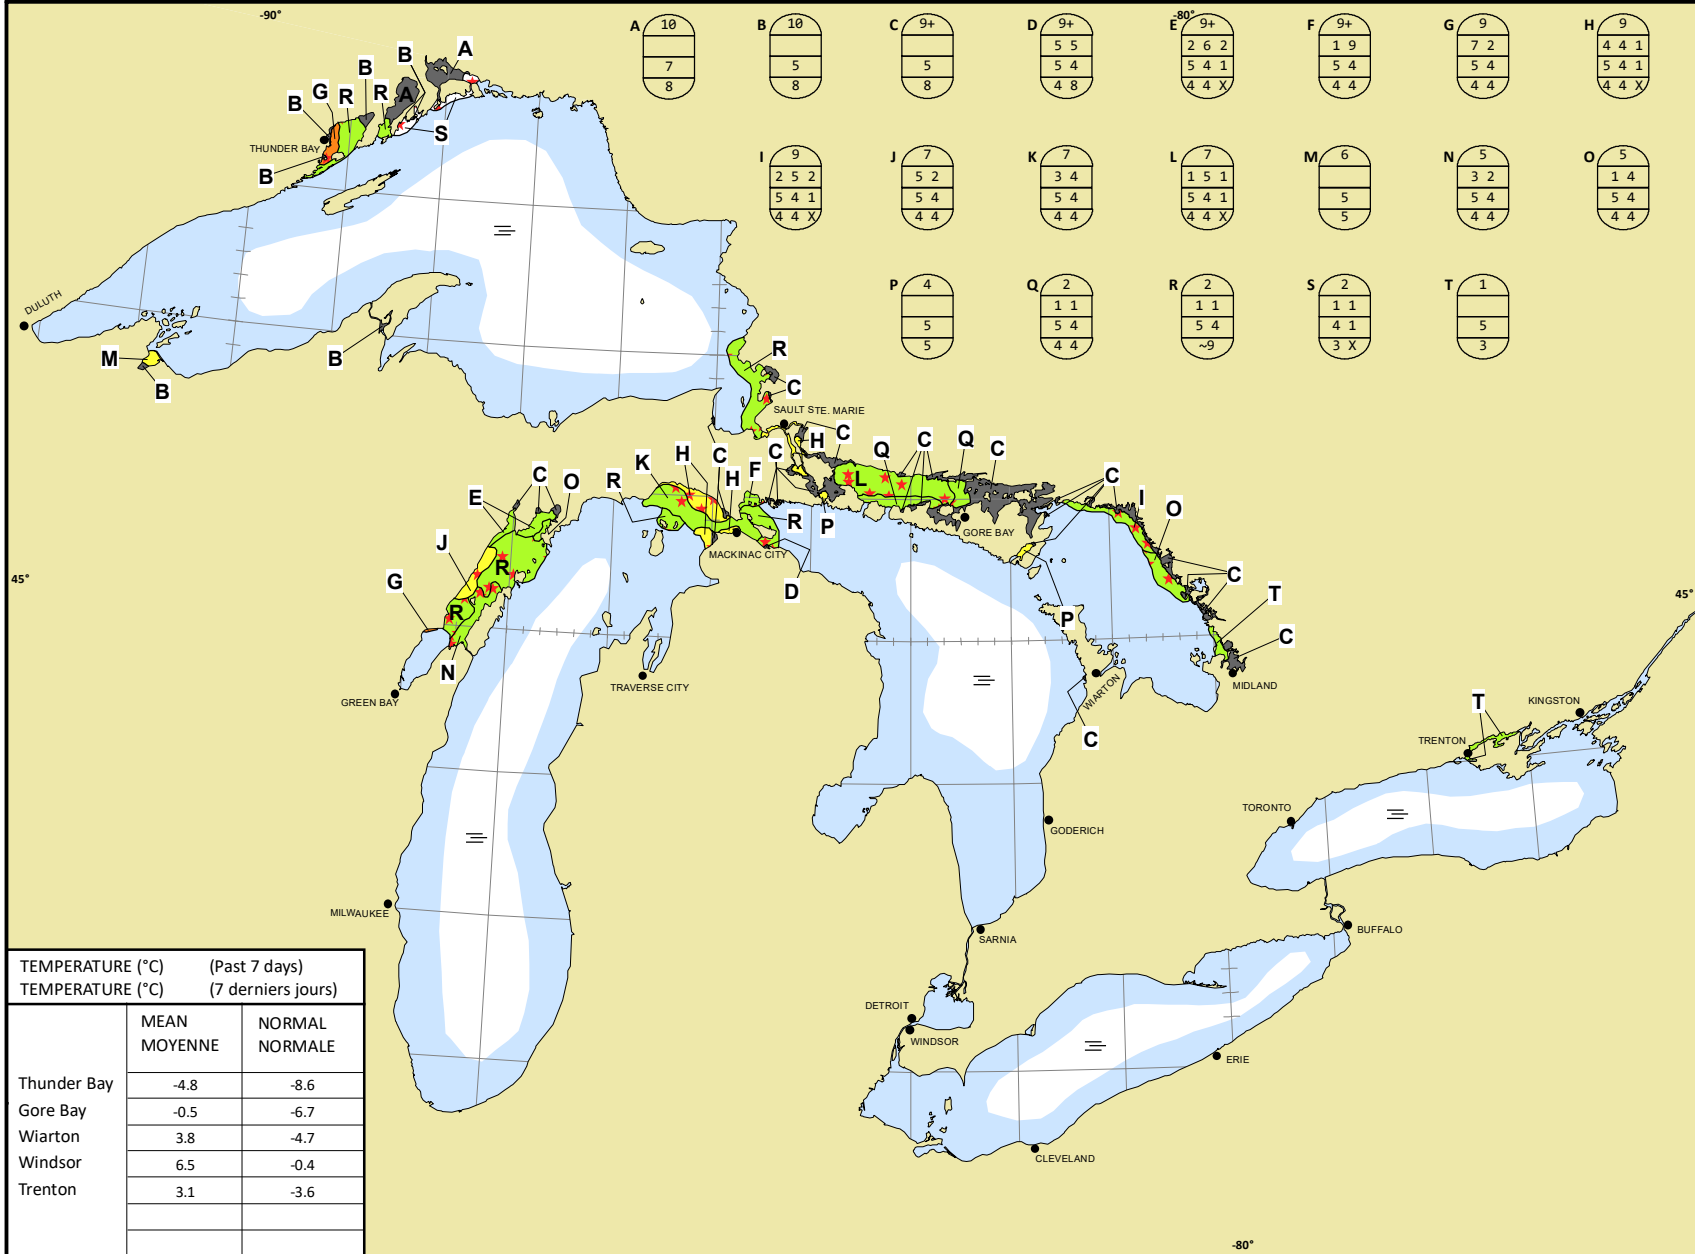 -90°
-80°
A 10
7
8
B 10
5
8
C 9+
5
8
D 9+
5 5
5 4
4 8
E 9+
2 6 2
5 4 1
4 4 X
F 9+
1 9
5 4
4 4
G 9
7 2
5 4
4 4
H 9
4 4 1
5 4 1
4 4 X
I 9
2 5 2
5 4 1
4 4 X
J 7
5 2
5 4
4 4
K 7
3 4
5 4
4 4
L 7
1 5 1
5 4 1
4 4 X
M 6
5
5
N 5
3 2
5 4
4 4
O 5
1 4
5 4
4 4
P 4
5
5
Q 2
1 1
5 4
4 4
R 2
1 1
5 4
~9
S 2
1 1
4 1
3 X
T 1
5
3
B A
B
G R R A
B
S
THUNDER BAY
B
DULUTH
M
B
B
R
C
SAULT STE. MARIE
H C
Q C Q C
L
K H C H C F
R
P
GORE BAY
C I
O
E C O
R
MACKINAC CITY
D
J
R
G
R
N
45°
45°
C
T
C
P
GREEN BAY
TRAVERSE CITY
WIARTON
MIDLAND
C
T
KINGSTON
TRENTON
TORONTO
GODERICH
MILWAUKEE
SARNIA
BUFFALO
DETROIT
WINDSOR
ERIE
CLEVELAND
TEMPERATURE (°C) (Past 7 days)
TEMPERATURE (°C) (7 derniers jours)
MEAN NORMAL
MOYENNE NORMALE
Thunder Bay -4.8 -8.6
Gore Bay -0.5 -6.7
Wiarton 3.8 -4.7
Windsor 6.5 -0.4
Trenton 3.1 -3.6
-80°